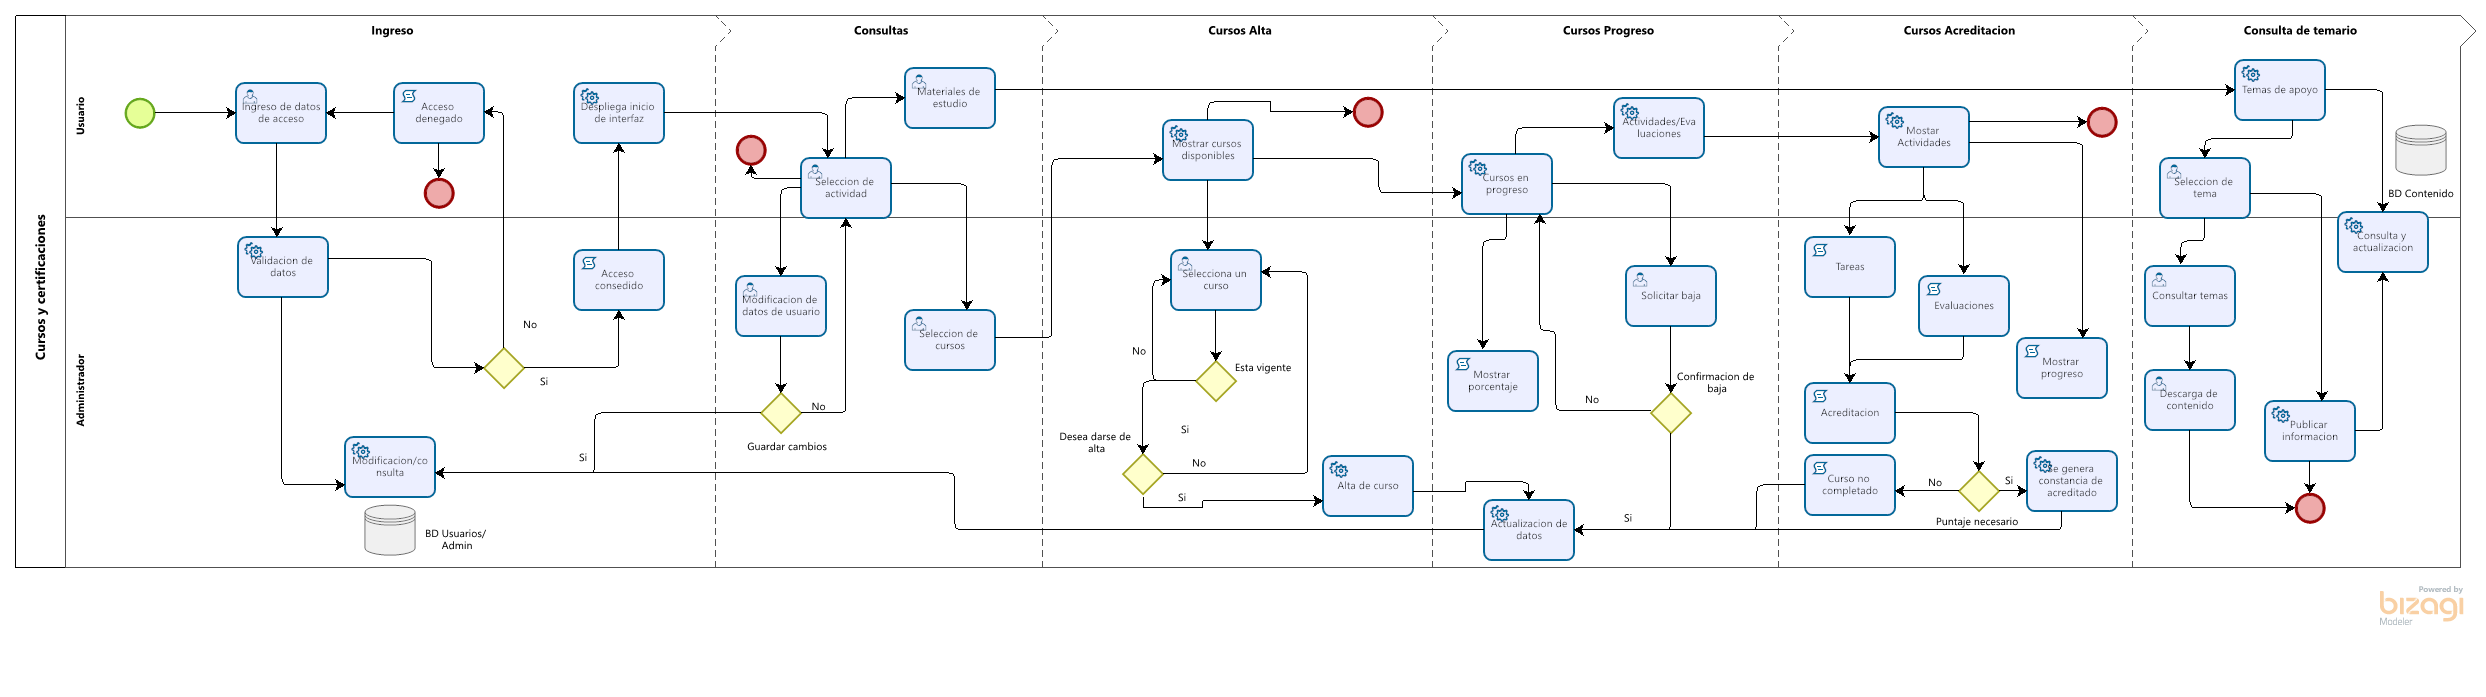 Cursos y certificaciones
Usuario
Administrador
Ingreso
Consultas
Cursos Alta
Cursos Progreso
Cursos Acreditacion
Consulta de temario
Ingreso de datos
de acceso
Acceso
denegado
Despliega inicio
de interfaz
Validacion de
datos
Acceso
consedido
No
Si
Modificacion/co
nsulta
BD Usuarios/
Admin
Materiales de
estudio
Seleccion de
actividad
Modificacion de
datos de usuario
Seleccion de
cursos
No
Guardar cambios
Si
Mostrar cursos
disponibles
Selecciona un
curso
No
Esta vigente
Si
Desea darse de
alta
No
Si
Alta de curso
Cursos en
progreso
Actividades/Eva
luaciones
Solicitar baja
Mostrar
porcentaje
Confirmacion de
baja
No
Si
Actualizacion de
datos
Mostar
Actividades
Tareas
Evaluaciones
Mostrar
progreso
Acreditacion
Curso no
completado
No
Si
Puntaje necesario
Se genera
constancia de
acreditado
Temas de apoyo
Seleccion de
tema
BD Contenido
Consulta y
actualizacion
Consultar temas
Descarga de
contenido
Publicar
informacion
Powered by
bizagi
Modeler